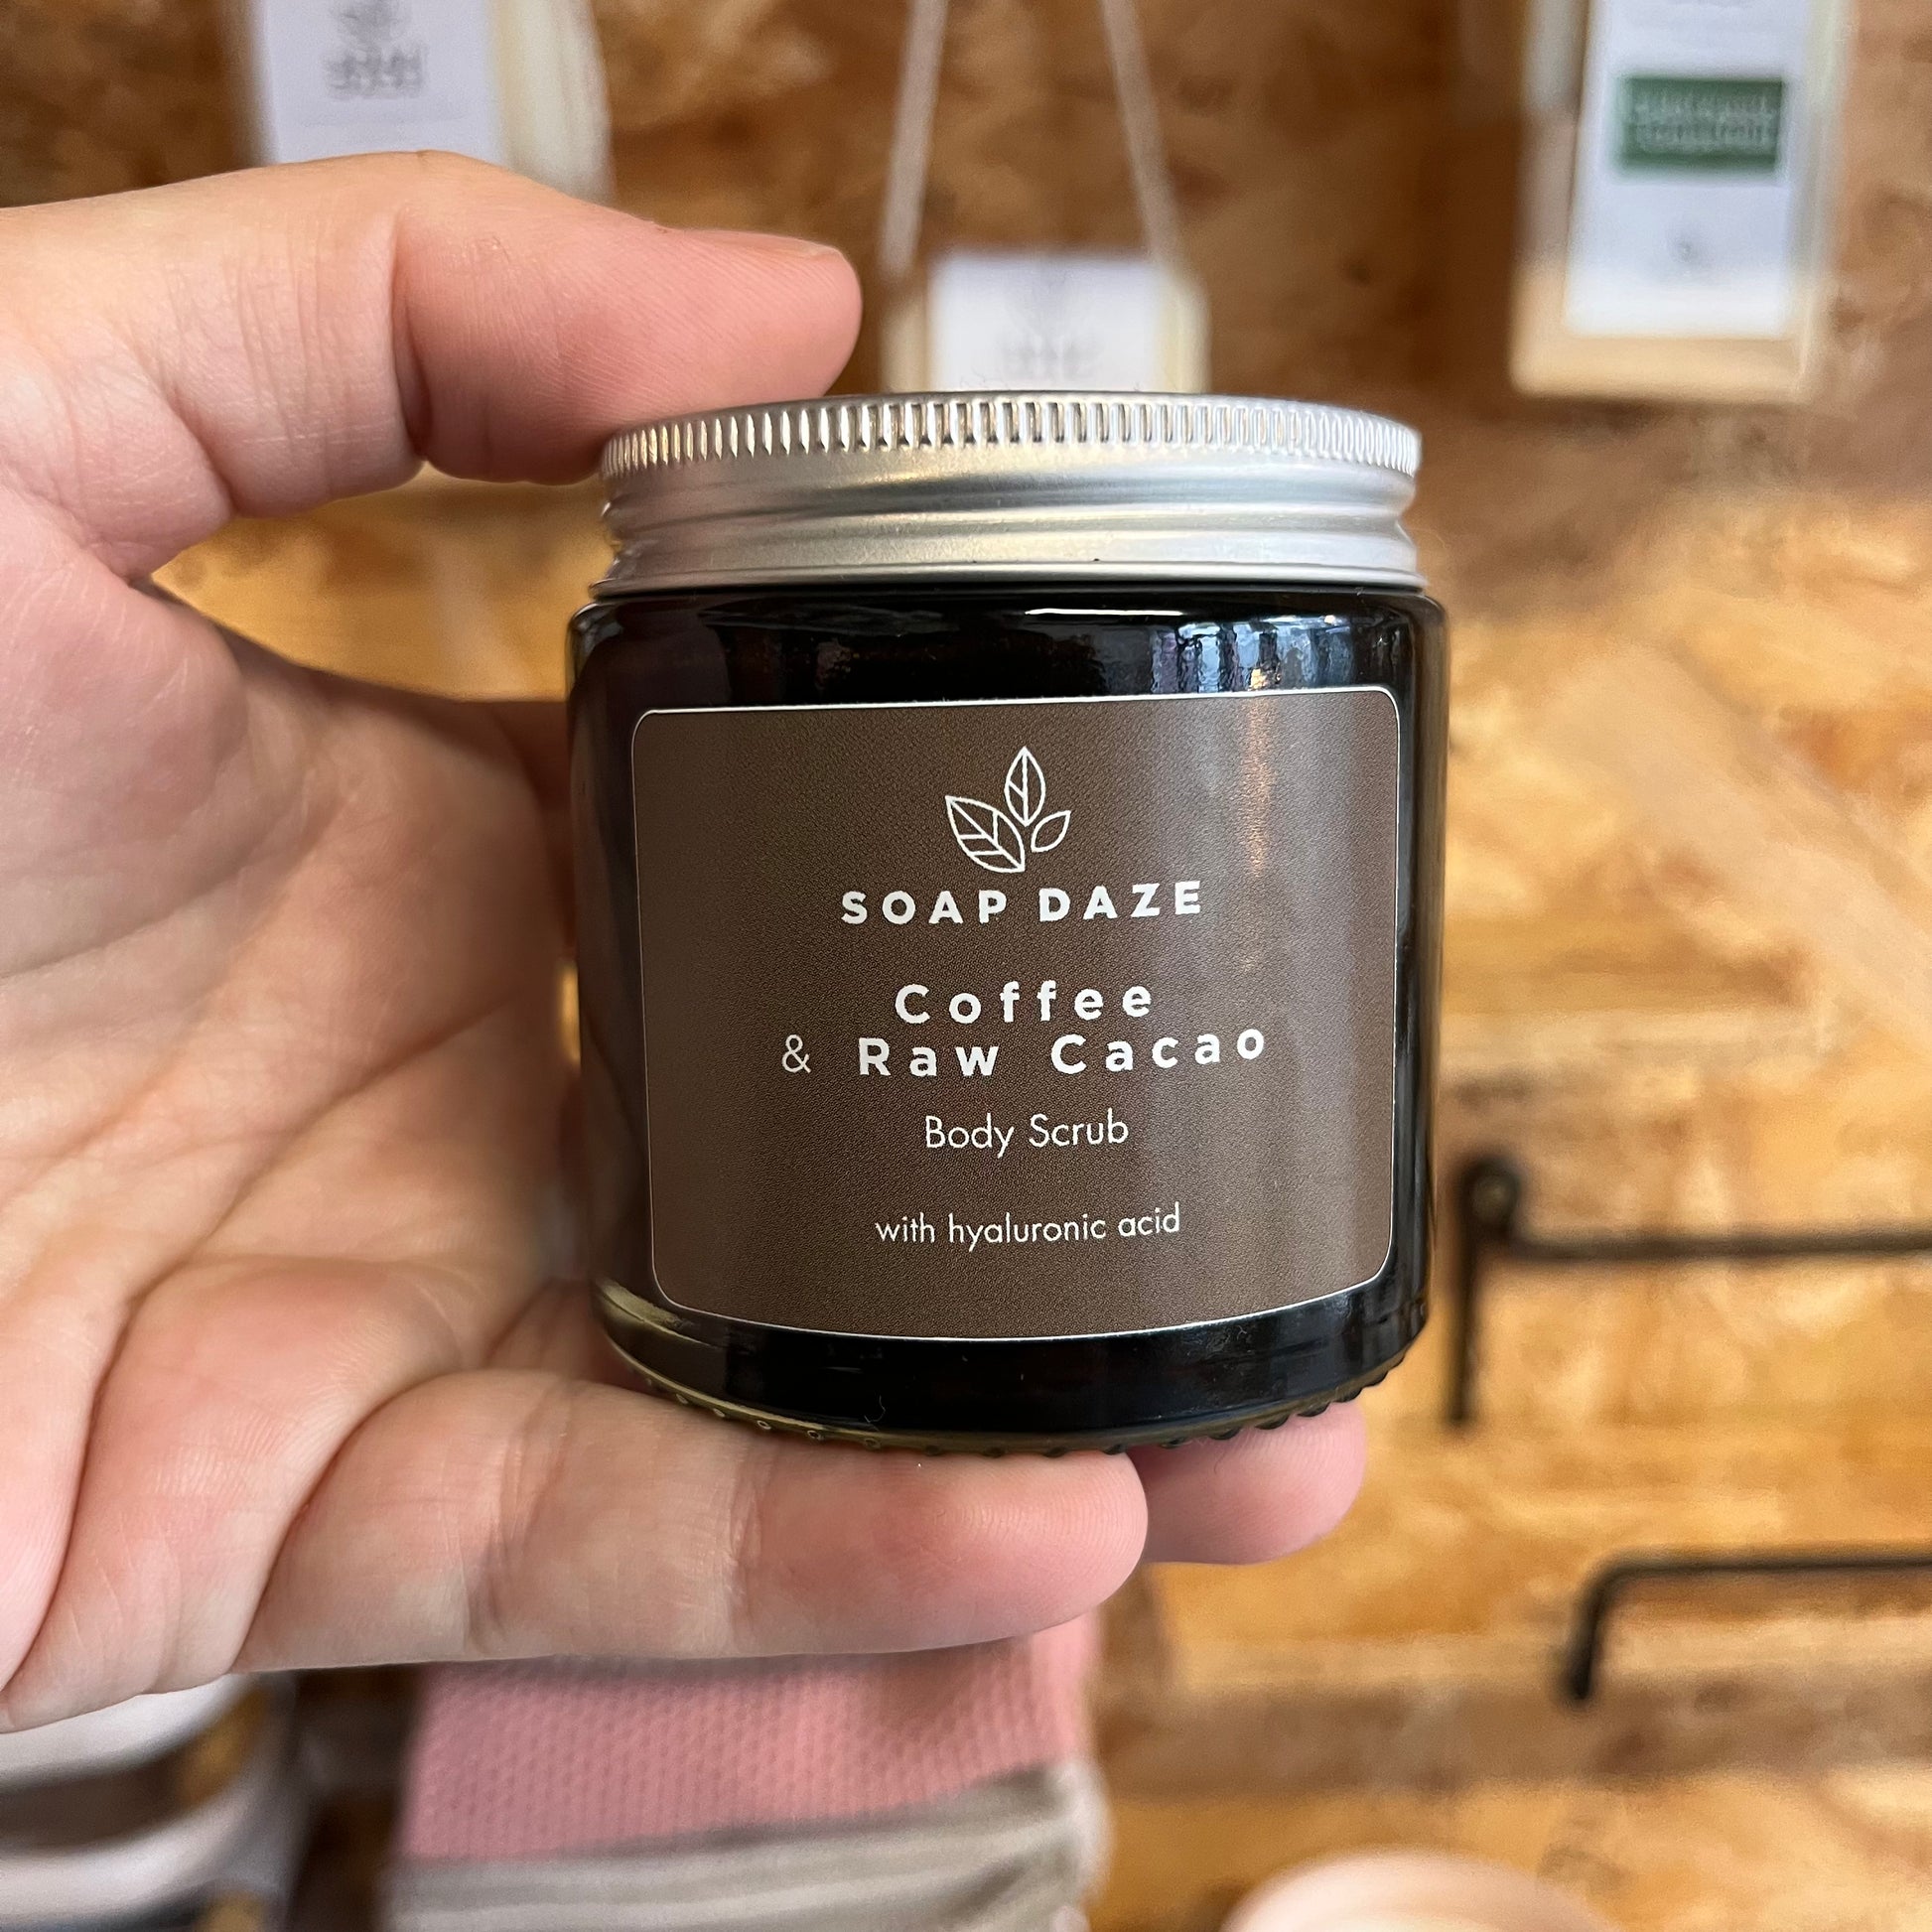 SOAP DAZE
Coffee
& Raw Cacao
Body Scrub
with hyaluronic acid